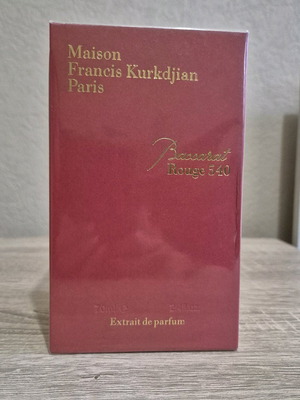 Maison
Francis Kurkdjian
Paris
Baccarat
Rouge 540
Extrait de parfum